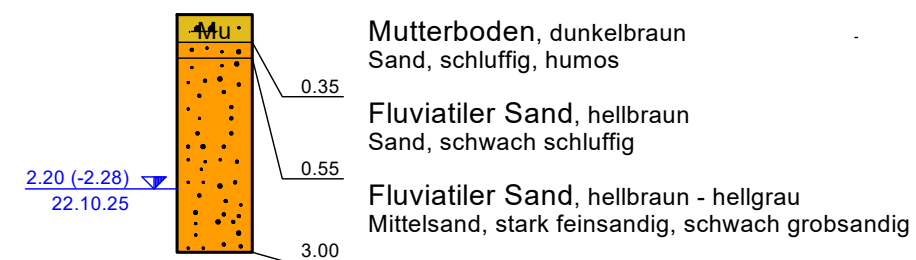 Mu
Mutterboden, dunkelbraun
Sand, schluffig, humos
0.35
Fluviatiler Sand, hellbraun
Sand, schwach schluffig
0.55
2.20 (-2.28)
22.10.25
Fluviatiler Sand, hellbraun - hellgrau
Mittelsand, stark feinsandig, schwach grobsandig
3.00